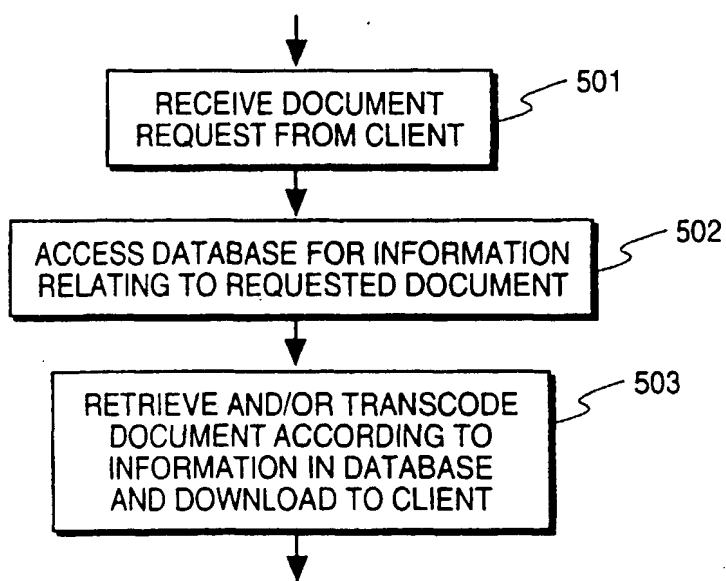 RECEIVE DOCUMENT
REQUEST FROM CLIENT
501
ACCESS DATABASE FOR INFORMATION
RELATING TO REQUESTED DOCUMENT
502
RETRIEVE AND/OR TRANSCODE
DOCUMENT ACCORDING TO
INFORMATION IN DATABASE
AND DOWNLOAD TO CLIENT
503